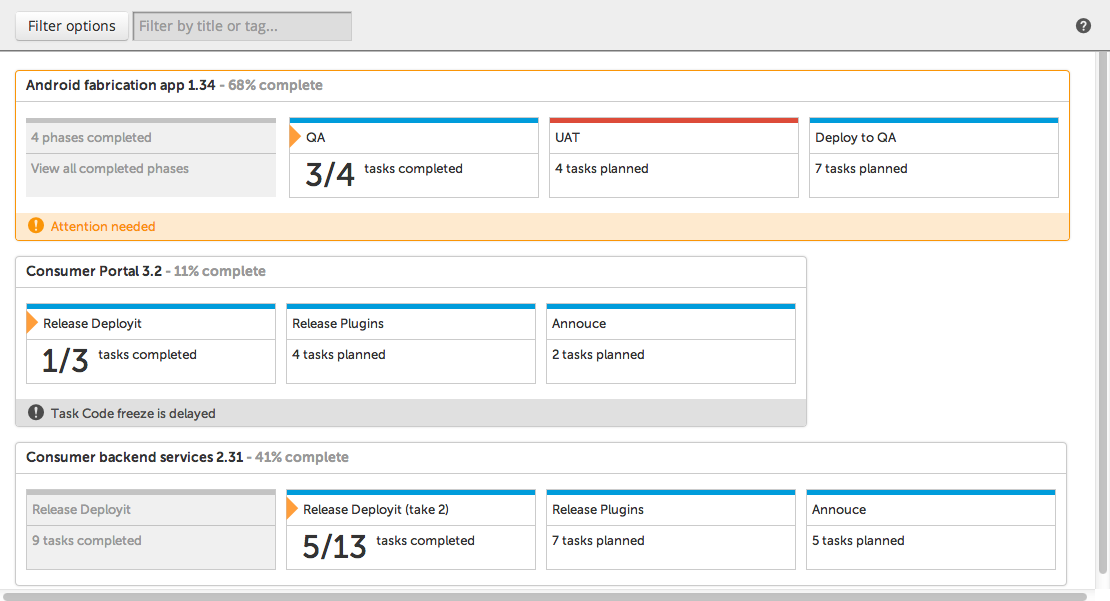 Filter options
Filter by title or tag...
?
Android fabrication app 1.34 - 68% complete
4 phases completed
QA
UAT
Deploy to QA
View all completed phases
3/4 tasks completed
4 tasks planned
7 tasks planned
! Attention needed
Consumer Portal 3.2 - 11% complete
Release Deployit
Release Plugins
Annouce
1/3 tasks completed
4 tasks planned
2 tasks planned
! Task Code freeze is delayed
Consumer backend services 2.31 - 41% complete
Release Deployit
Release Deployit (take 2)
Release Plugins
Annouce
9 tasks completed
5/13 tasks completed
7 tasks planned
5 tasks planned